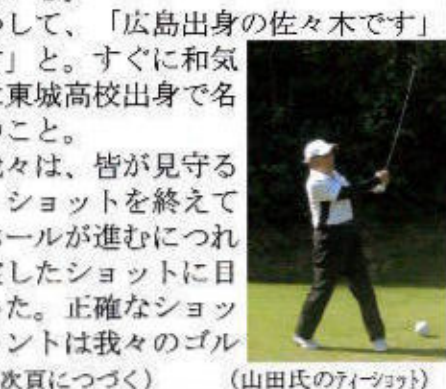 して、「広島出身の佐々木です」
」と。すぐに和気
東城高校出身で名
こと。
々は、皆が見守る
ショットを終えて
ールが進むにつれ
したショットに目
た。正確なショッ
ントは我々のゴル
次頁につづく） （山田氏のティーショット）